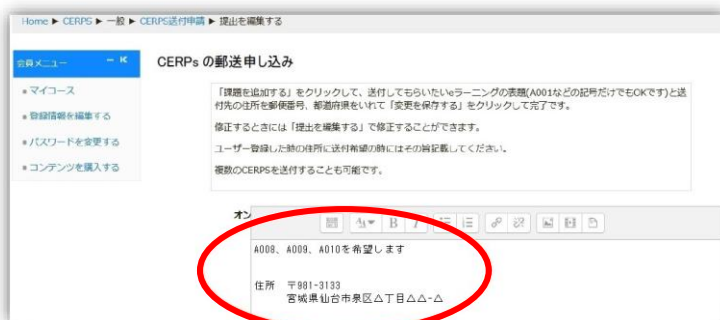 Home ▶ CERPS ▶ 一般 ▶ CERPS送付申請 ▶ 提出を編集する
会員メニュー
CERPs の郵送申し込み
マイコース
登録情報を編集する
パスワードを変更する
コンテンツを購入する
「課題を追加する」をクリックして、送付してもらいたいeラーニングの表題(A001などの記号だけでもOKです)と送
付先の住所を郵便番号、都道府県をいれて「変更を保存する」をクリックして完了です。
修正するときには「提出を編集する」で修正することができます。
ユーザー登録した時の住所に送付希望の時にはその旨記載してください。
複数のCERPSを送付することも可能です。
オン
A008、A009、A010を希望します
住所 〒981-3133
宮城県仙台市泉区△丁目△△-△